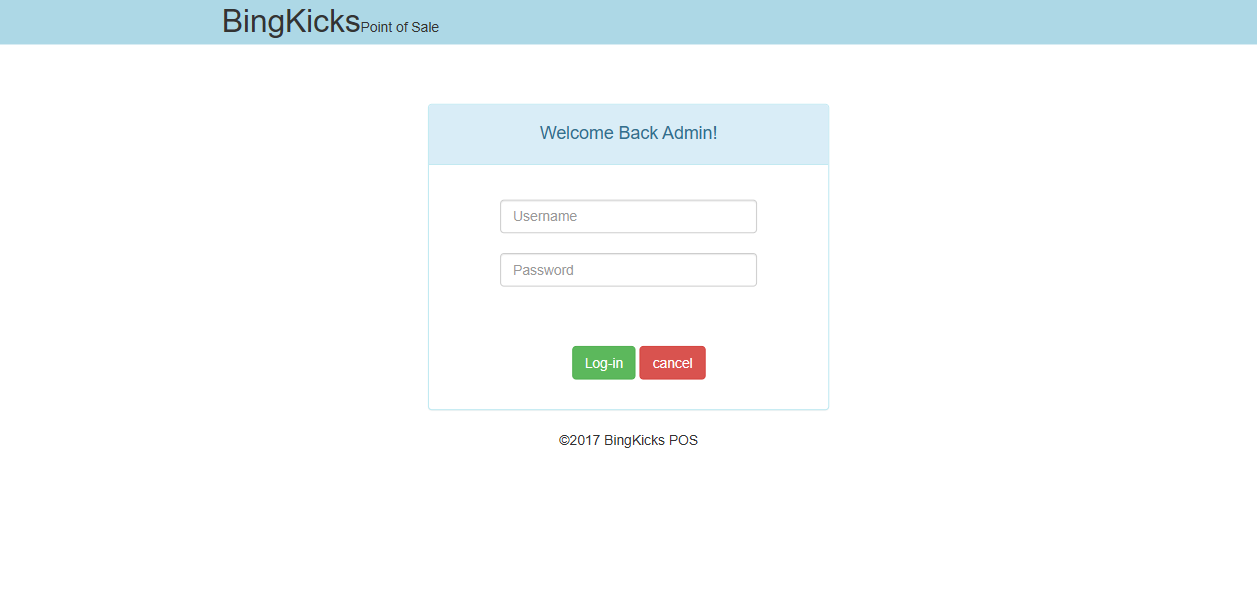 BingKicksPoint of Sale
Welcome Back Admin!
Username
Password
Log-in cancel
©2017 BingKicks POS